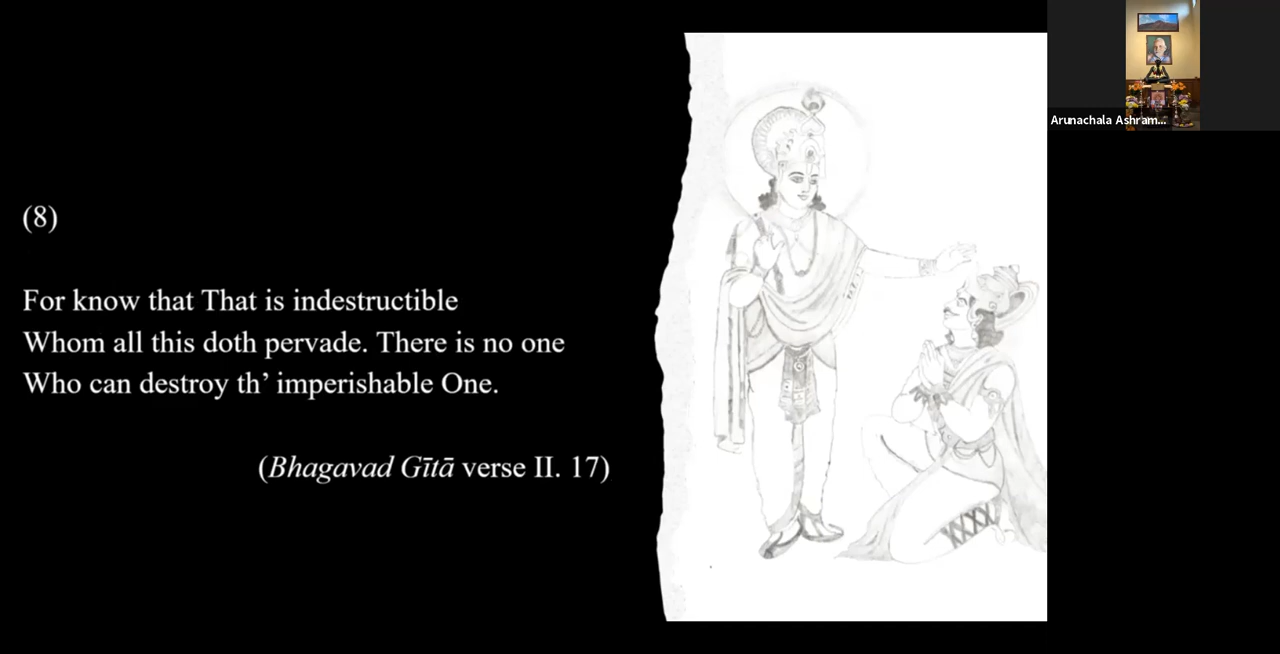 (8)
For know that That is indestructible
Whom all this doth pervade. There is no one
Who can destroy th’ imperishable One.
(Bhagavad Gītā verse II. 17)
Arunachala Ashram...